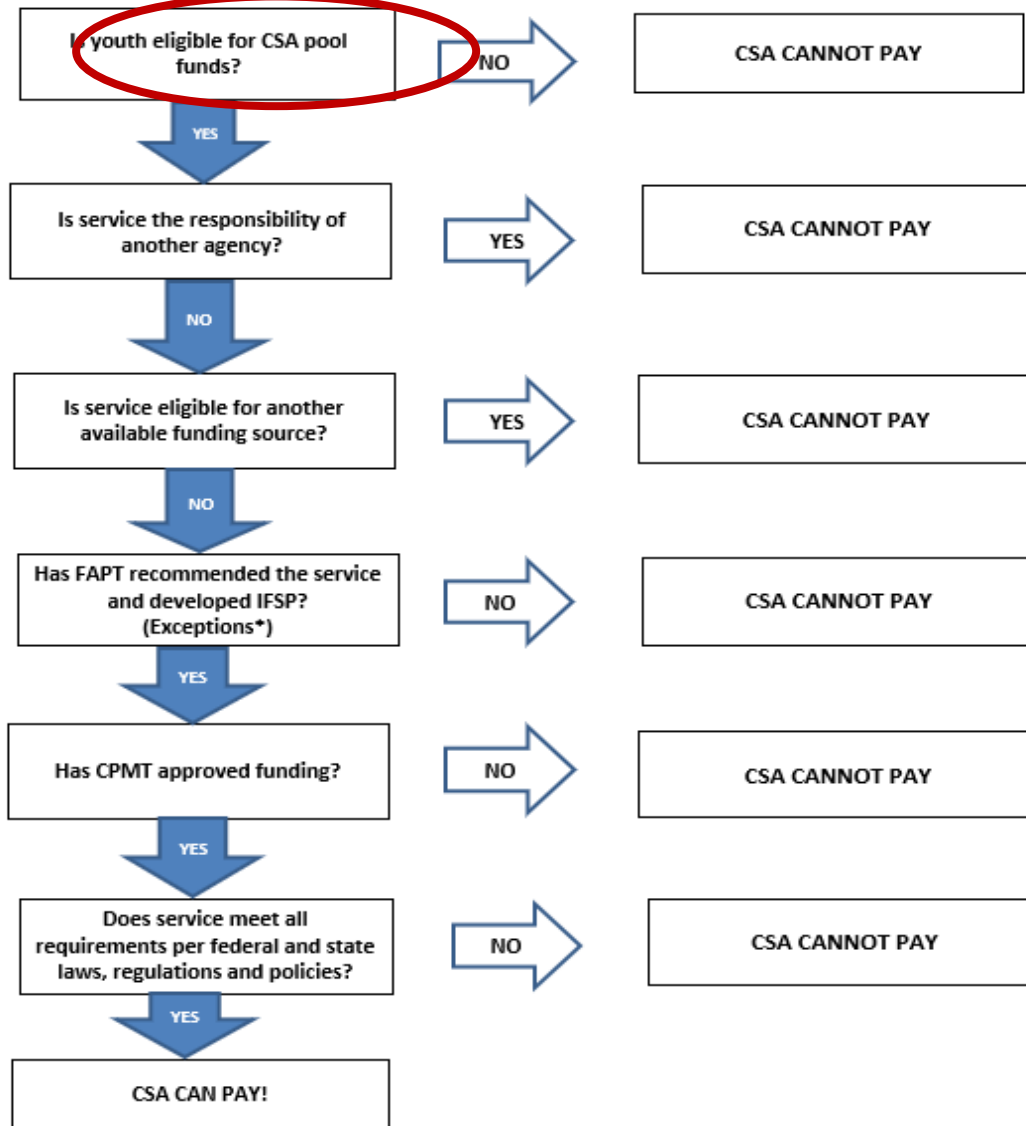 Is youth eligible for CSA pool
funds?
NO
CSA CANNOT PAY
YES
Is service the responsibility of
another agency?
YES
CSA CANNOT PAY
NO
Is service eligible for another
available funding source?
YES
CSA CANNOT PAY
NO
Has FAPT recommended the service
and developed IFSP?
(Exceptions*)
NO
CSA CANNOT PAY
YES
Has CPMT approved funding?
NO
CSA CANNOT PAY
YES
Does service meet all
requirements per federal and state
laws, regulations and policies?
NO
CSA CANNOT PAY
YES
CSA CAN PAY!